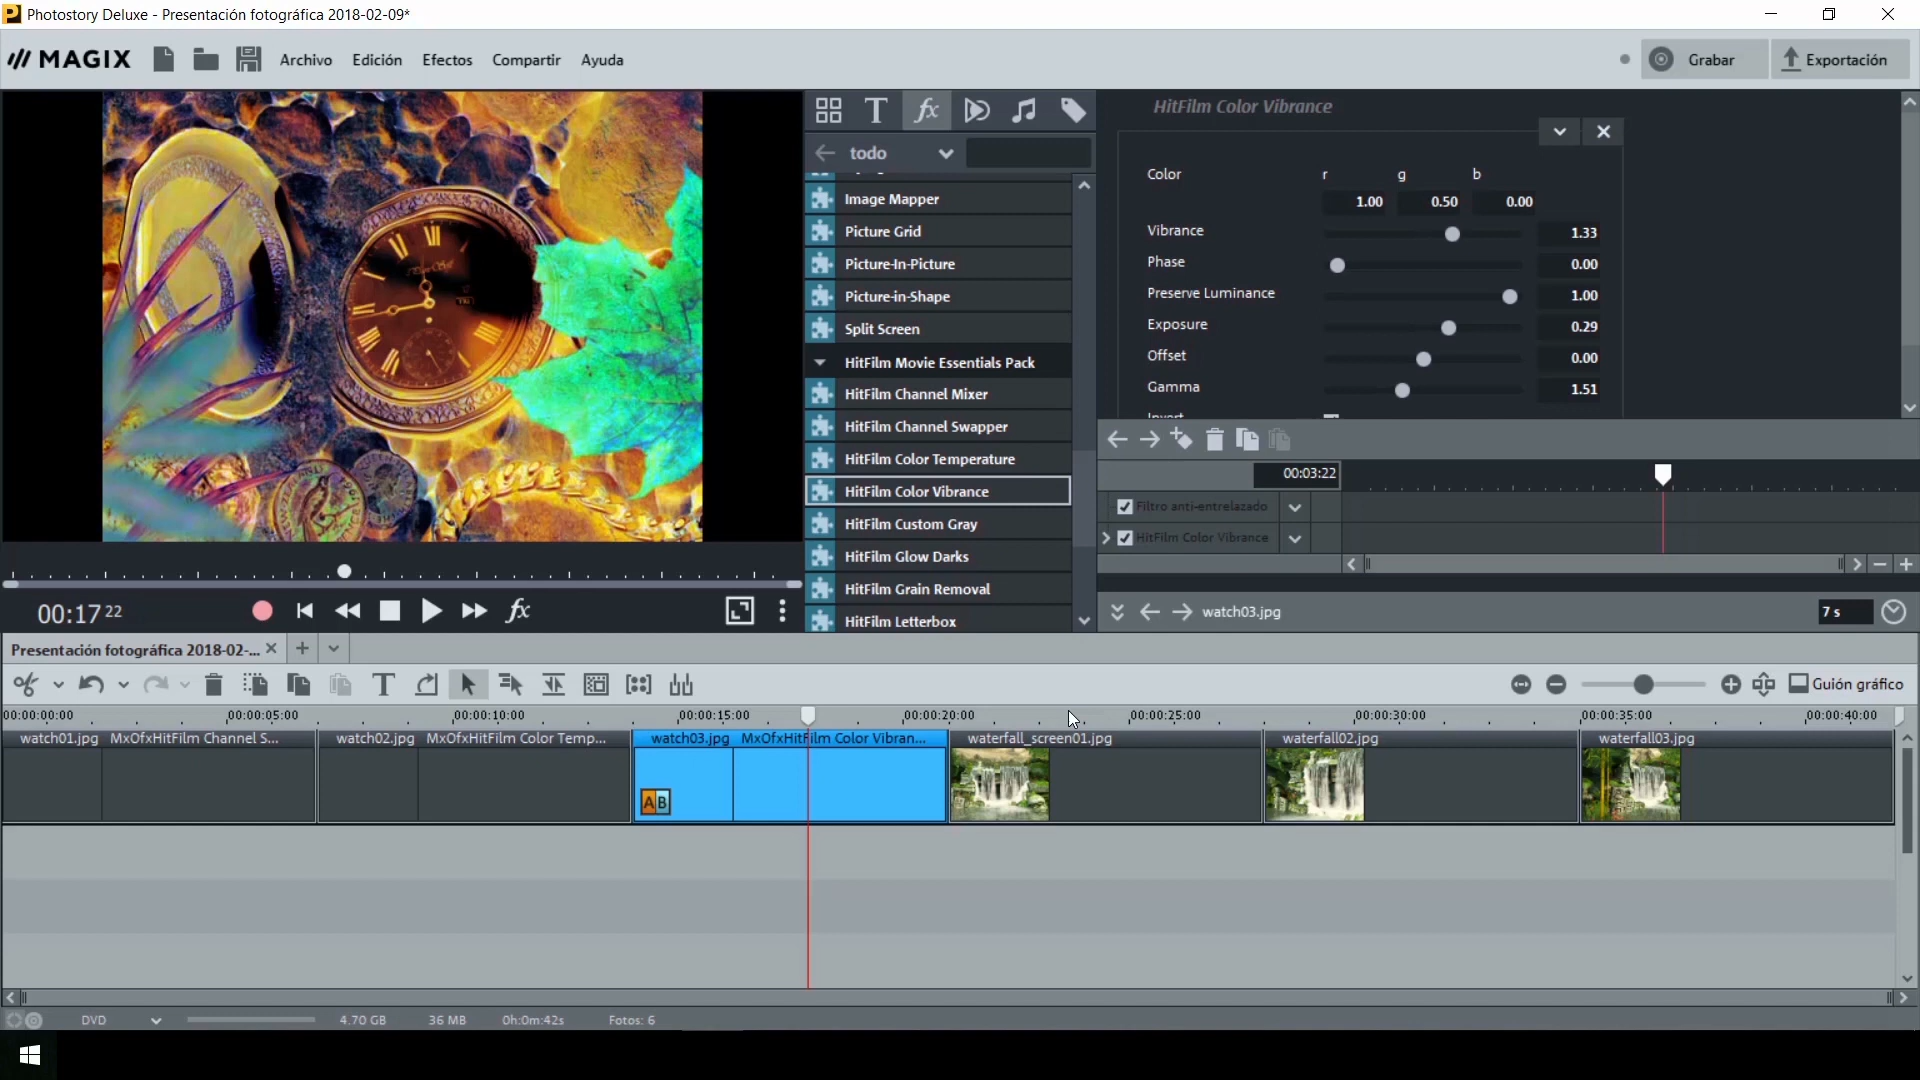 Photostory Deluxe - Presentación fotográfica 2018-02-09*
MAGIX
Archivo Edición Efectos Compartir Ayuda
Grabar
Exportación
T fx
todo
Image Mapper
Picture Grid
Picture-In-Picture
Picture-in-Shape
Split Screen
HitFilm Movie Essentials Pack
HitFilm Channel Mixer
HitFilm Channel Swapper
HitFilm Color Temperature
HitFilm Color Vibrance
HitFilm Custom Gray
HitFilm Glow Darks
HitFilm Grain Removal
HitFilm Letterbox
HitFilm Color Vibrance
Color r g b
1.00 0.50 0.00
Vibrance 1.33
Phase 0.00
Preserve Luminance 1.00
Exposure 0.29
Offset 0.00
Gamma 1.51
00:03:22
Filtro anti-entrelazado
HitFilm Color Vibrance
watch03.jpg 7 s
00:17 22 fx
Presentación fotográfica 2018-02-...
T
Guión gráfico
00:00:00:00 00:00:05:00 00:00:10:00 00:00:15:00 00:00:20:00 00:00:25:00 00:00:30:00 00:00:35:00 00:00:40:00
watch01.jpg MxOfxHitFilm Channel S... watch02.jpg MxOfxHitFilm Color Temp... watch03.jpg MxOfxHitFilm Color Vibran... waterfall_screen01.jpg waterfall02.jpg waterfall03.jpg
AB
DVD 4.70 GB 36 MB 0h:0m:42s Fotos: 6